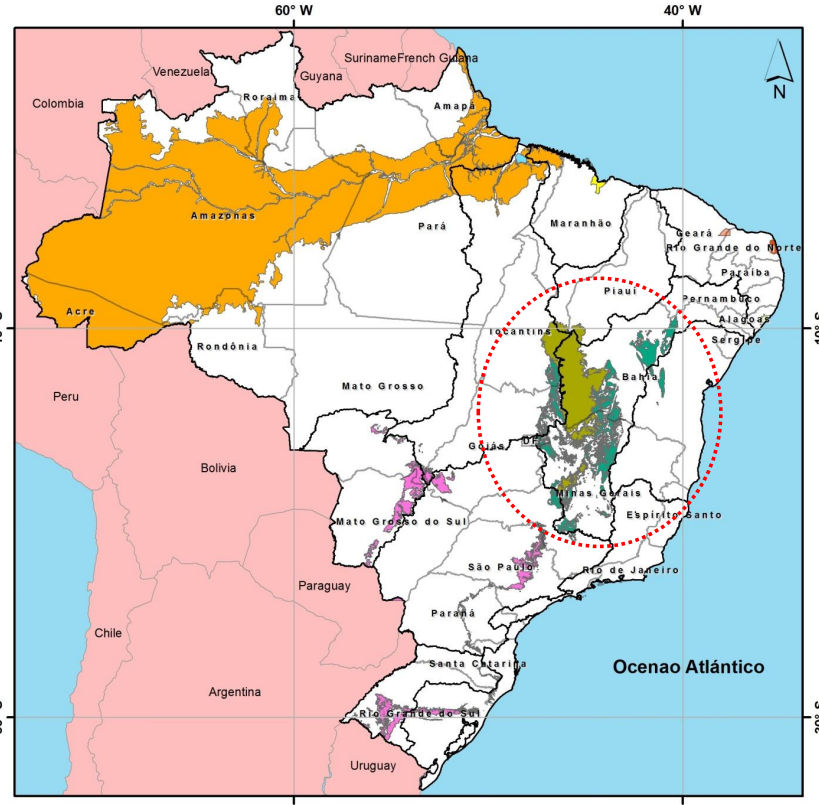 60° W
40° W
Suriname
French Guiana
Venezuela
Guyana
Colombia
Roraima
Amapá
N
Amazonas
Pará
Maranhão
Ceará
Rio Grande do Norte
Paraíba
Piauí
Pernambuco
Acre
Alagoas
Tocantins
Sergipe
Rondônia
Bahia
Mato Grosso
Peru
Goiás
DF
Bolivia
Minas Gerais
Mato Grosso do Sul
Espirito Santo
São Paulo
Rio de Janeiro
Paraguay
Paraná
Chile
Santa Catarina
Ocenao Atlántico
Argentina
Rio Grande do Sul
Uruguay